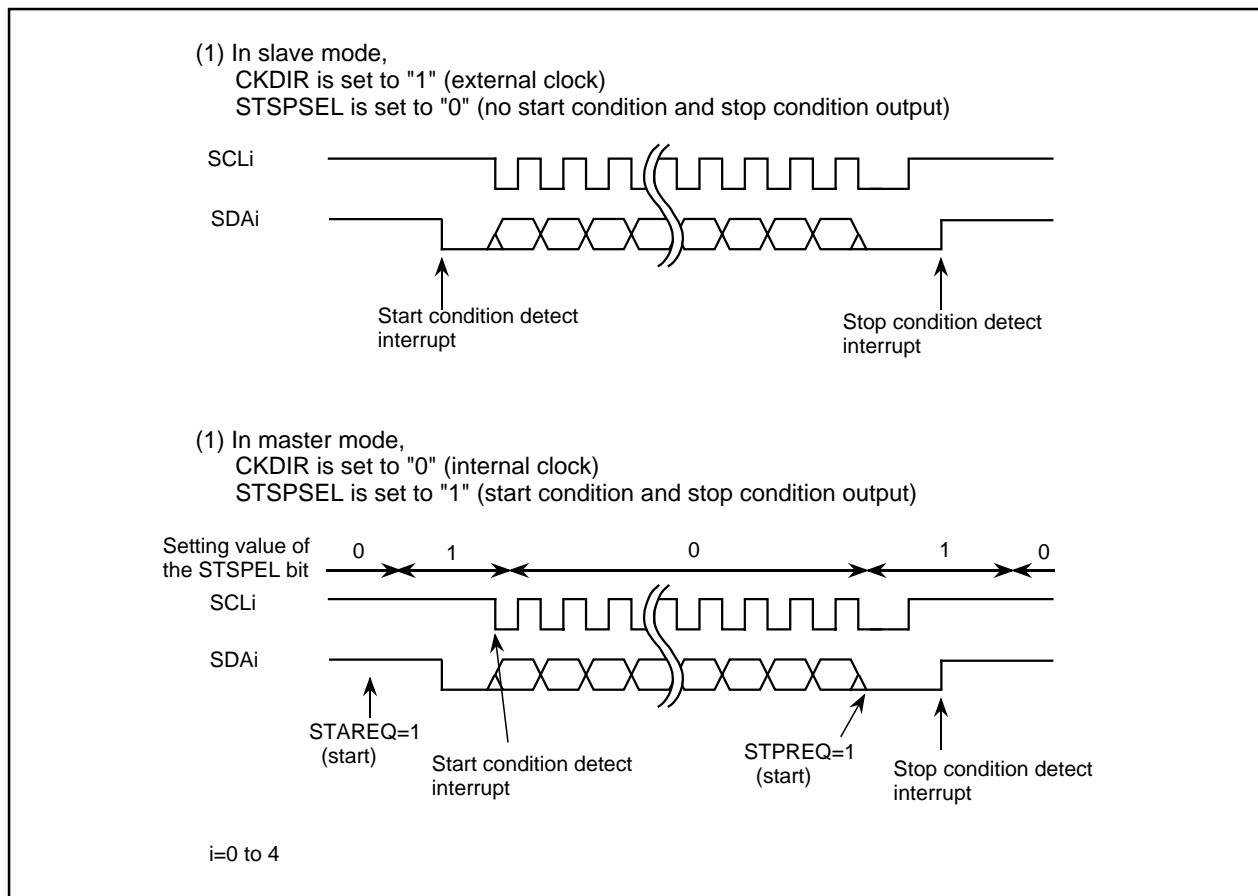 (1) In slave mode,
CKDIR is set to "1" (external clock)
STSPSEL is set to "0" (no start condition and stop condition output)
SCLi
SDAi
Start condition detect
interrupt
Stop condition detect
interrupt
(1) In master mode,
CKDIR is set to "0" (internal clock)
STSPSEL is set to "1" (start condition and stop condition output)
Setting value of
the STSPEL bit
0 1 0 1 0
SCLi
SDAi
STAREQ=1
(start)
Start condition detect
interrupt
STPREQ=1
(start)
Stop condition detect
interrupt
i=0 to 4